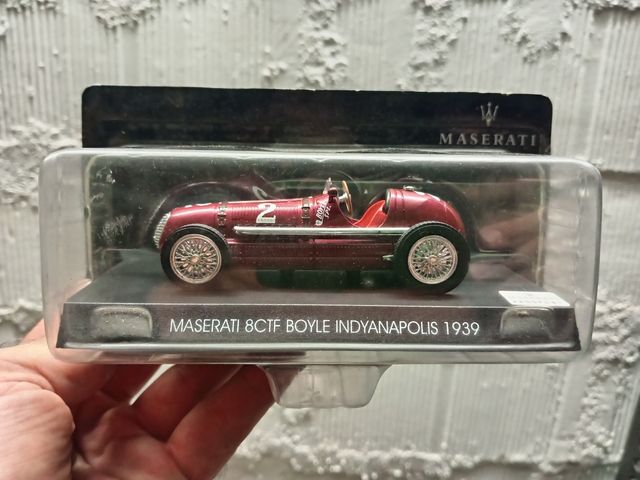 MASERATI
2
MASERATI 8CTF BOYLE INDYANAPOLIS 1939